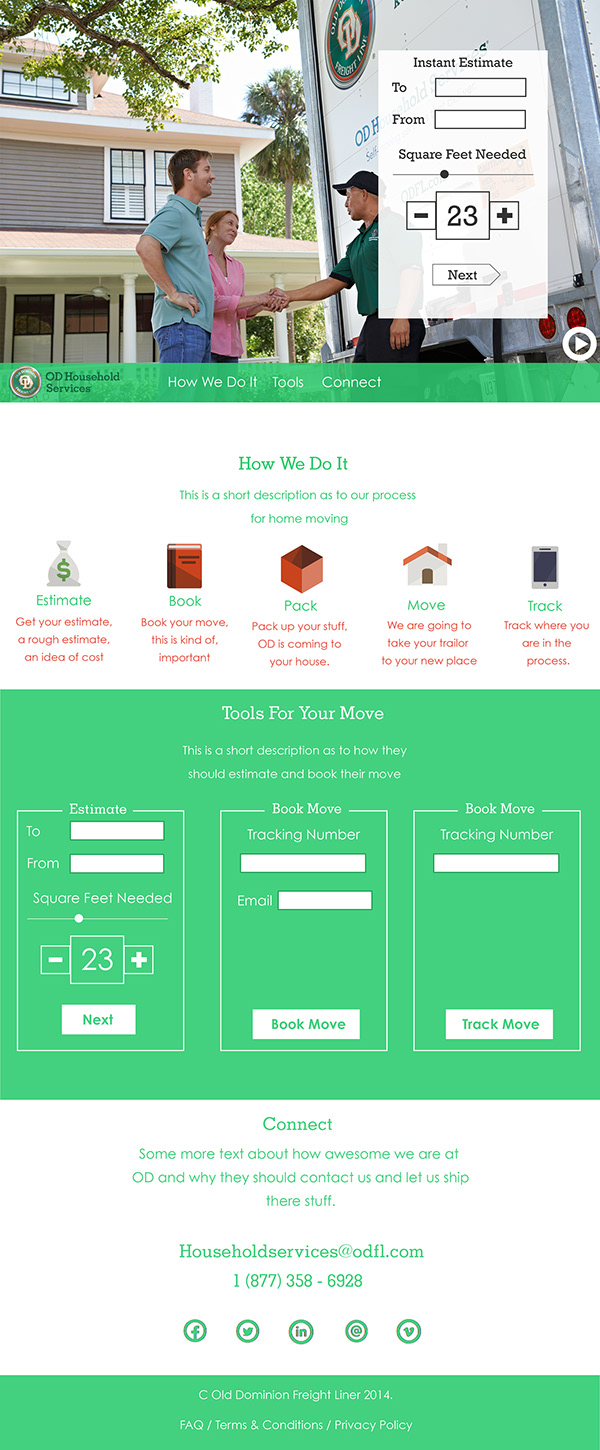 OLD DOMINION
OD
FREIGHT LINE
OD Household Services
Instant Estimate
To
From
Square Feet Needed
23
Next
OD Household
Services
How We Do It
Tools
Connect
How We Do It
This is a short description as to our process
for home moving
Estimate
Get your estimate,
a rough estimate,
an idea of cost
Book
Book your move,
this is kind of,
important
Pack
Pack up your stuff,
OD is coming to
your house.
Move
We are going to
take your trailor
to your new place
Track
Track where you
are in the
process.
Tools For Your Move
This is a short description as to how they
should estimate and book their move
Estimate
To
From
Square Feet Needed
23
Next
Book Move
Tracking Number
Email
Book Move
Book Move
Tracking Number
Track Move
Connect
Some more text about how awesome we are at
OD and why they should contact us and let us ship
there stuff.
Householdservices@odfl.com
1 (877) 358 - 6928
C Old Dominion Freight Liner 2014.
FAQ / Terms & Conditions / Privacy Policy